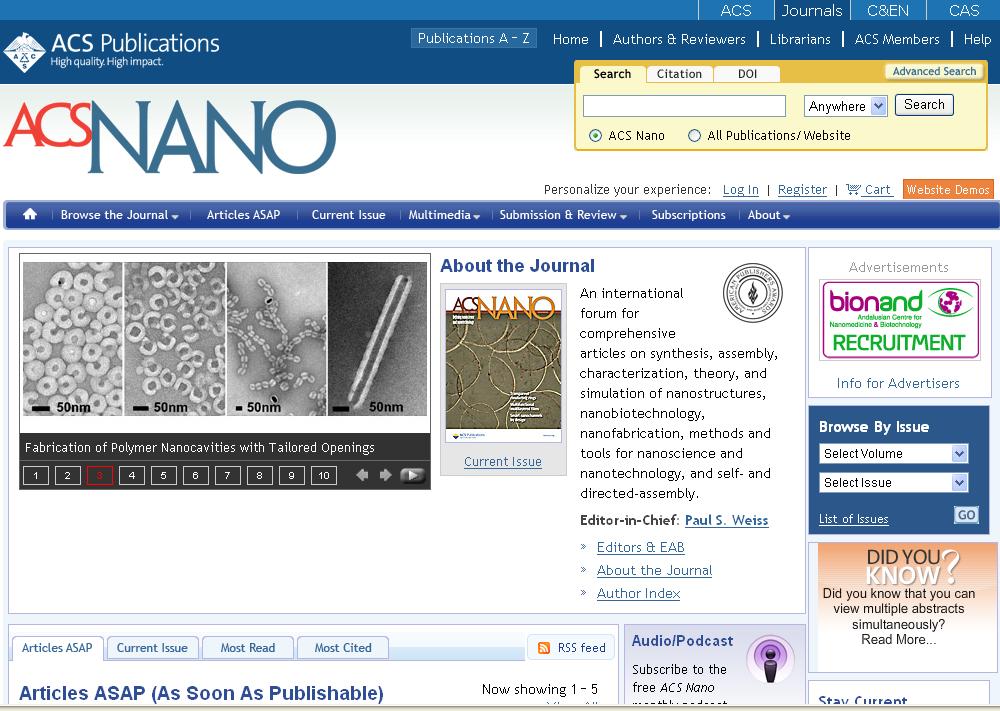 ACS Journals C&EN CAS
ACS Publications
High quality. High impact.
Publications A - Z Home Authors & Reviewers Librarians ACS Members Help
Search Citation DOI Advanced Search
Anywhere Search
ACS Nano All Publications/ Website
ACSNANO
Personalize your experience: Log In | Register | Cart Website Demos
Browse the Journal Articles ASAP Current Issue Multimedia Submission & Review Subscriptions About
50nm 50nm 50nm 50nm
Fabrication of Polymer Nanocavities with Tailored Openings
1 2 3 4 5 6 7 8 9 10
About the Journal
ACSNANO
ACS Publications
Current Issue
An international
forum for
comprehensive
articles on synthesis, assembly,
characterization, theory, and
simulation of nanostructures,
nanobiotechnology,
nanofabrication, methods and
tools for nanoscience and
nanotechnology, and self- and
directed-assembly.
Editor-in-Chief: Paul S. Weiss
» Editors & EAB
» About the Journal
» Author Index
Advertisements
bionand
Andalusian Centre for
Nanomedicine & Biotechnology
RECRUITMENT
Info for Advertisers
Browse By Issue
Select Volume
Select Issue
List of Issues GO
DID YOU
KNOW?
Did you know that you can
view multiple abstracts
simultaneously?
Read More...
Stay Current
Articles ASAP Current Issue Most Read Most Cited RSS feed
Articles ASAP (As Soon As Publishable) Now showing 1 - 5
Audio/Podcast
Subscribe to the
free ACS Nano
monthly podcast